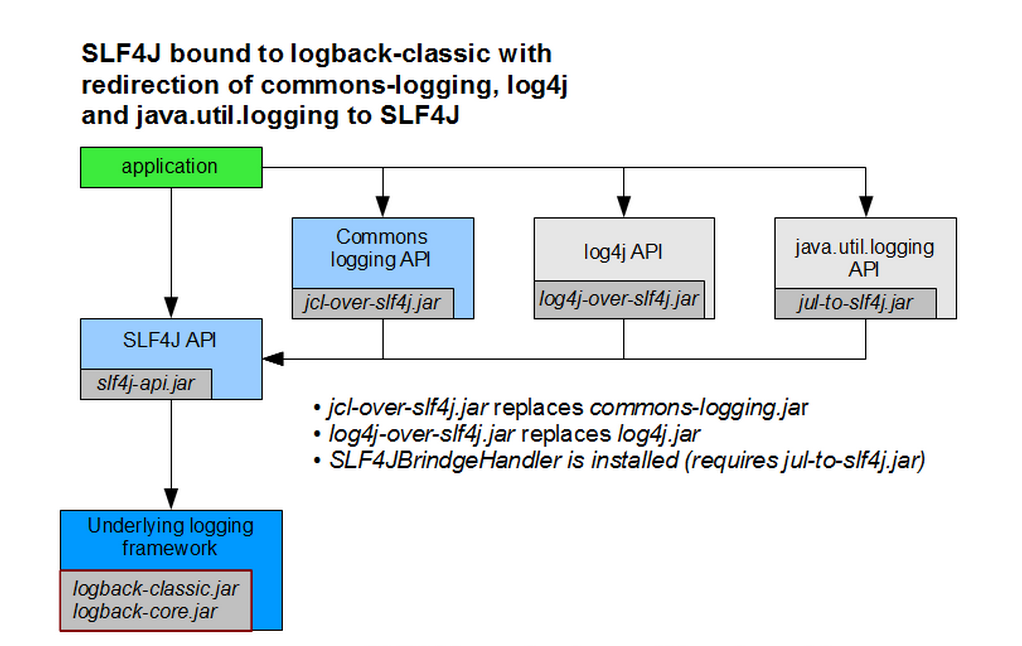 SLF4J bound to logback-classic with
redirection of commons-logging, log4j
and java.util.logging to SLF4J
application
Commons
logging API
jcl-over-slf4j.jar
log4j API
log4j-over-slf4j.jar
java.util.logging
API
jul-to-slf4j.jar
SLF4J API
slf4j-api.jar
• jcl-over-slf4j.jar replaces commons-logging.jar
• log4j-over-slf4j.jar replaces log4j.jar
• SLF4JBrindgeHandler is installed (requires jul-to-slf4j.jar)
Underlying logging
framework
logback-classic.jar
logback-core.jar